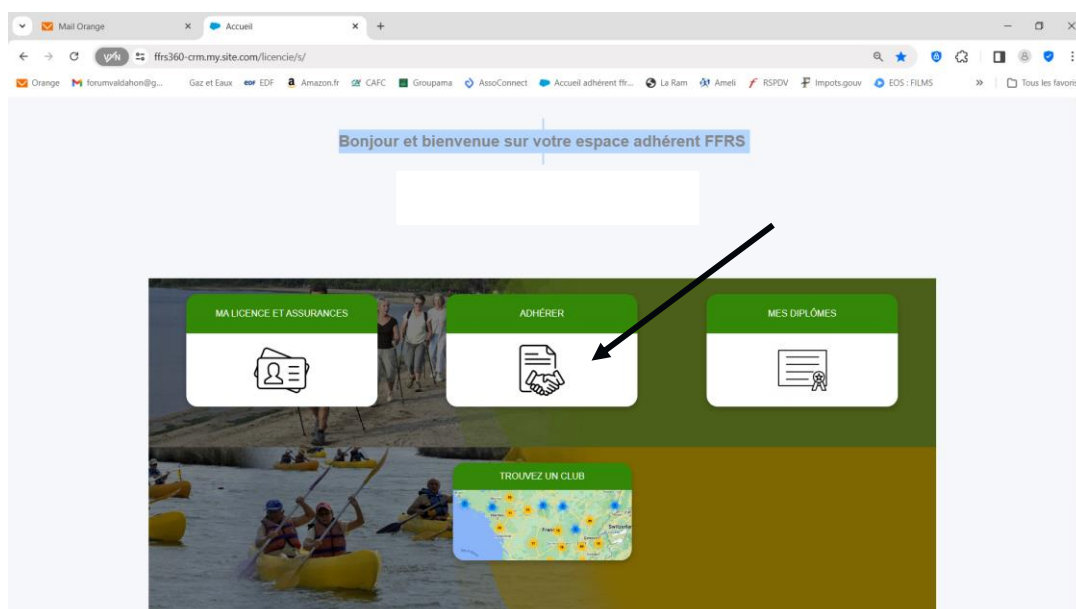 Mail Orange
Accueil
VPN ffrs360-crm.my.site.com/licencie/s/
Orange forumvaldahon@g... Gaz et Eaux EDF Amazon.fr CAFC Groupama AssoConnect Accueil adhérent ffr... La Ram Ameli RSPDV Impots.gouv EOS : FILMS » Tous les favoris
Bonjour et bienvenue sur votre espace adhérent FFRS
MA LICENCE ET ASSURANCES
ADHÉRER
MES DIPLÔMES
TROUVEZ UN CLUB